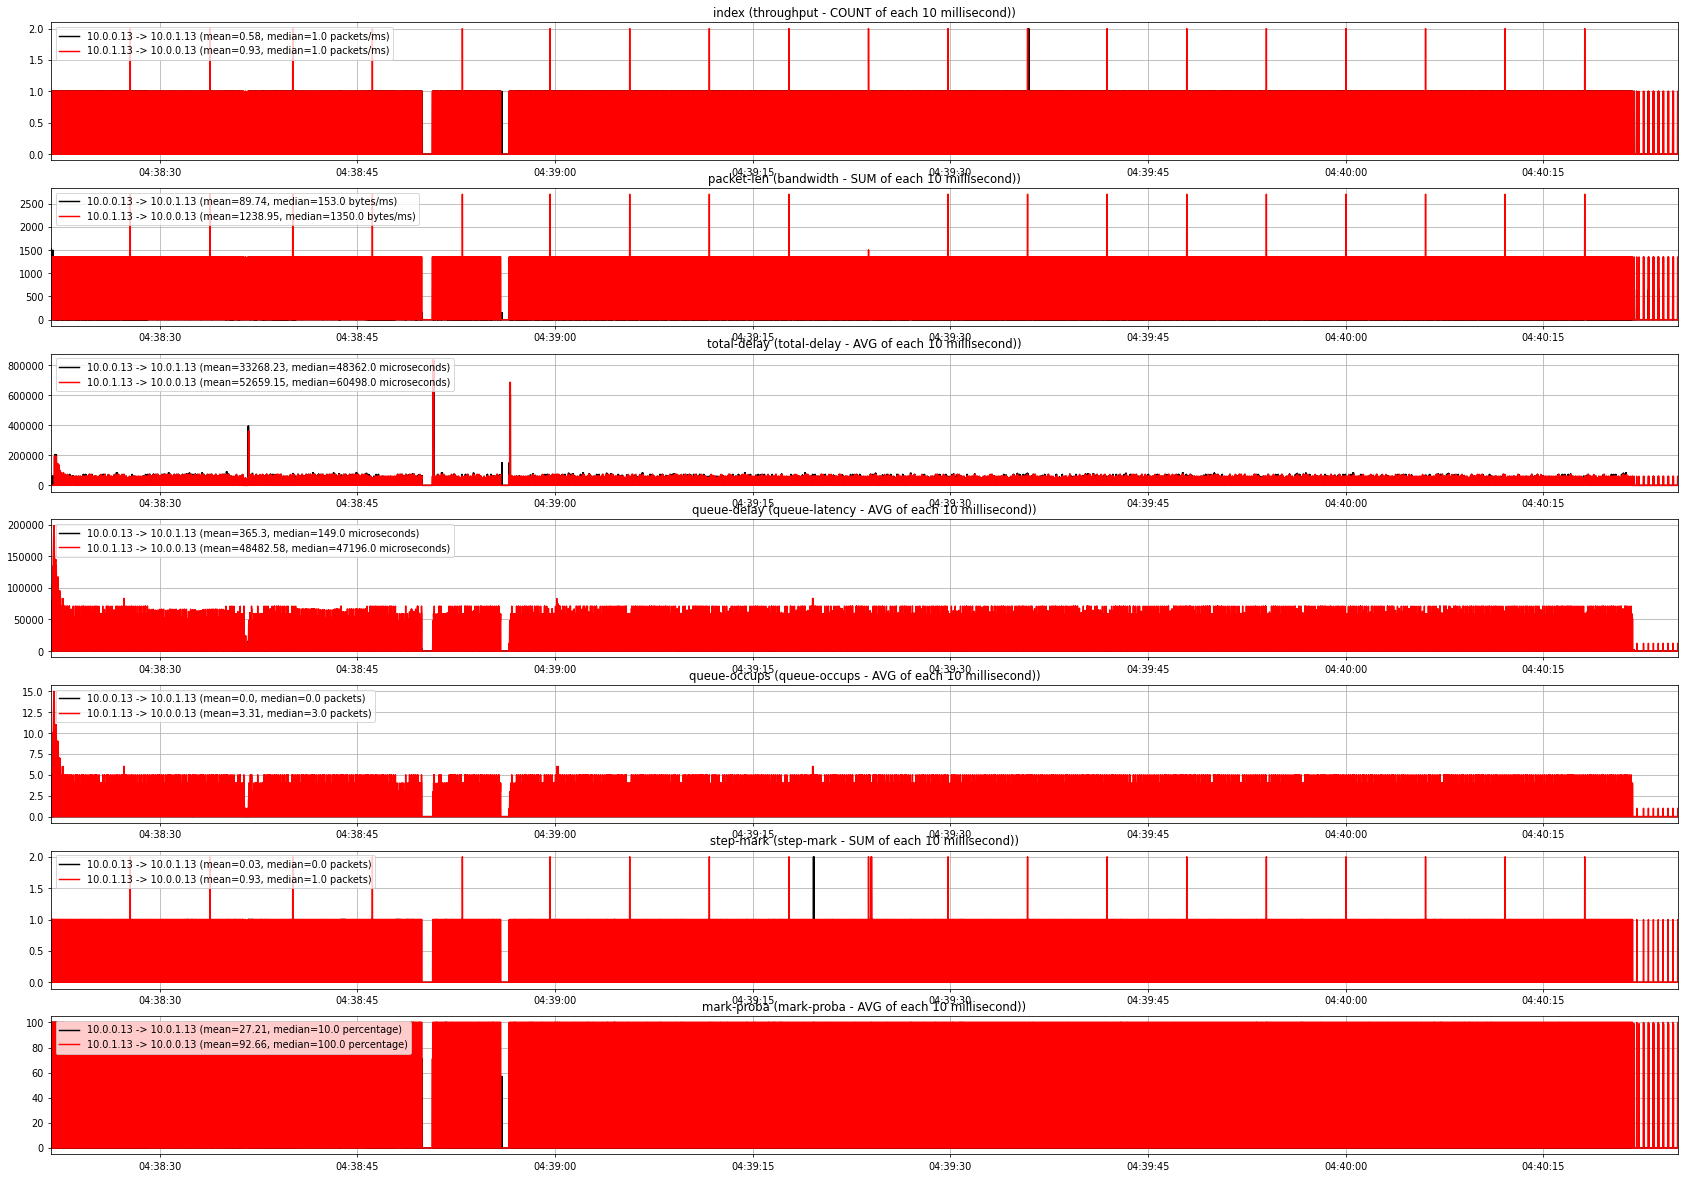 index (throughput - COUNT of each 10 millisecond))
2.0
1.5
1.0
0.5
0.0
10.0.0.13 -> 10.0.1.13 (mean=0.58, median=1.0 packets/ms)
10.0.1.13 -> 10.0.0.13 (mean=0.93, median=1.0 packets/ms)
04:38:30 04:38:45 04:39:00 04:39:15 04:39:30 04:39:45 04:40:00 04:40:15
packet-len (bandwidth - SUM of each 10 millisecond))
2500
2000
1500
1000
500
0
10.0.0.13 -> 10.0.1.13 (mean=89.74, median=153.0 bytes/ms)
10.0.1.13 -> 10.0.0.13 (mean=1238.95, median=1350.0 bytes/ms)
04:38:30 04:38:45 04:39:00 04:39:15 04:39:30 04:39:45 04:40:00 04:40:15
total-delay (total-delay - AVG of each 10 millisecond))
800000
600000
400000
200000
0
10.0.0.13 -> 10.0.1.13 (mean=33268.23, median=48362.0 microseconds)
10.0.1.13 -> 10.0.0.13 (mean=52659.15, median=60498.0 microseconds)
04:38:30 04:38:45 04:39:00 04:39:15 04:39:30 04:39:45 04:40:00 04:40:15
queue-delay (queue-latency - AVG of each 10 millisecond))
200000
150000
100000
50000
0
10.0.0.13 -> 10.0.1.13 (mean=365.3, median=149.0 microseconds)
10.0.1.13 -> 10.0.0.13 (mean=48482.58, median=47196.0 microseconds)
04:38:30 04:38:45 04:39:00 04:39:15 04:39:30 04:39:45 04:40:00 04:40:15
queue-occups (queue-occups - AVG of each 10 millisecond))
15.0
12.5
10.0
7.5
5.0
2.5
0.0
10.0.0.13 -> 10.0.1.13 (mean=0.0, median=0.0 packets)
10.0.1.13 -> 10.0.0.13 (mean=3.31, median=3.0 packets)
04:38:30 04:38:45 04:39:00 04:39:15 04:39:30 04:39:45 04:40:00 04:40:15
step-mark (step-mark - SUM of each 10 millisecond))
2.0
1.5
1.0
0.5
0.0
10.0.0.13 -> 10.0.1.13 (mean=0.03, median=0.0 packets)
10.0.1.13 -> 10.0.0.13 (mean=0.93, median=1.0 packets)
04:38:30 04:38:45 04:39:00 04:39:15 04:39:30 04:39:45 04:40:00 04:40:15
mark-proba (mark-proba - AVG of each 10 millisecond))
100
80
60
40
20
0
10.0.0.13 -> 10.0.1.13 (mean=27.21, median=10.0 percentage)
10.0.1.13 -> 10.0.0.13 (mean=92.66, median=100.0 percentage)
04:38:30 04:38:45 04:39:00 04:39:15 04:39:30 04:39:45 04:40:00 04:40:15